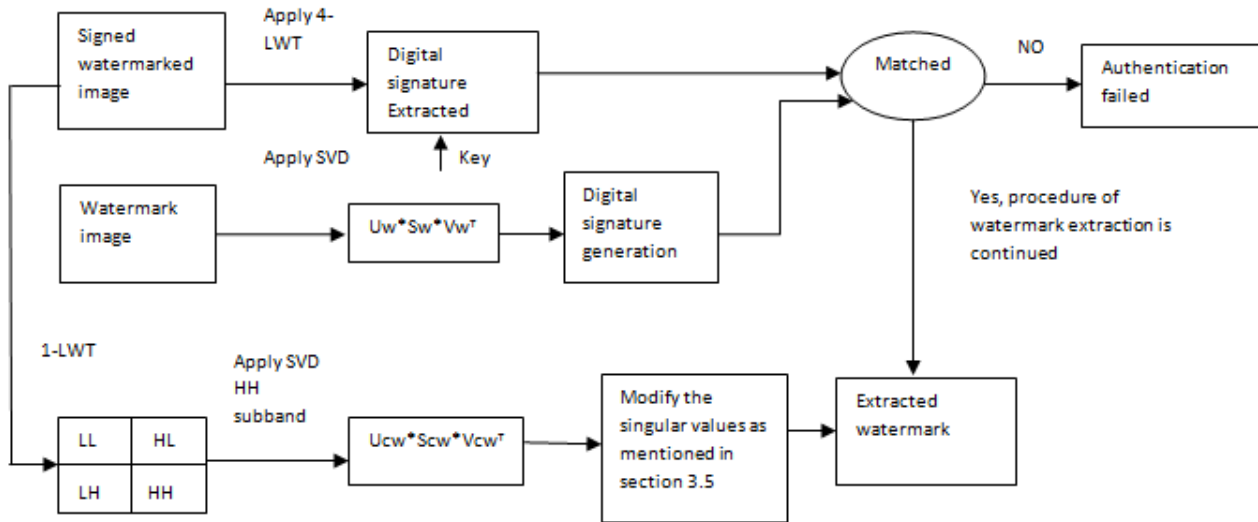 Signed
watermarked
image
Apply 4-
LWT
Digital
signature
Extracted
Matched
NO
Authentication
failed
Apply SVD
Key
Watermark
image
Uw*Sw*Vwᵀ
Digital
signature
generation
Yes, procedure of
watermark extraction is
continued
1-LWT
Apply SVD
HH
subband
LL HL
LH HH
Ucw*Scw*Vcwᵀ
Modify the
singular values as
mentioned in
section 3.5
Extracted
watermark